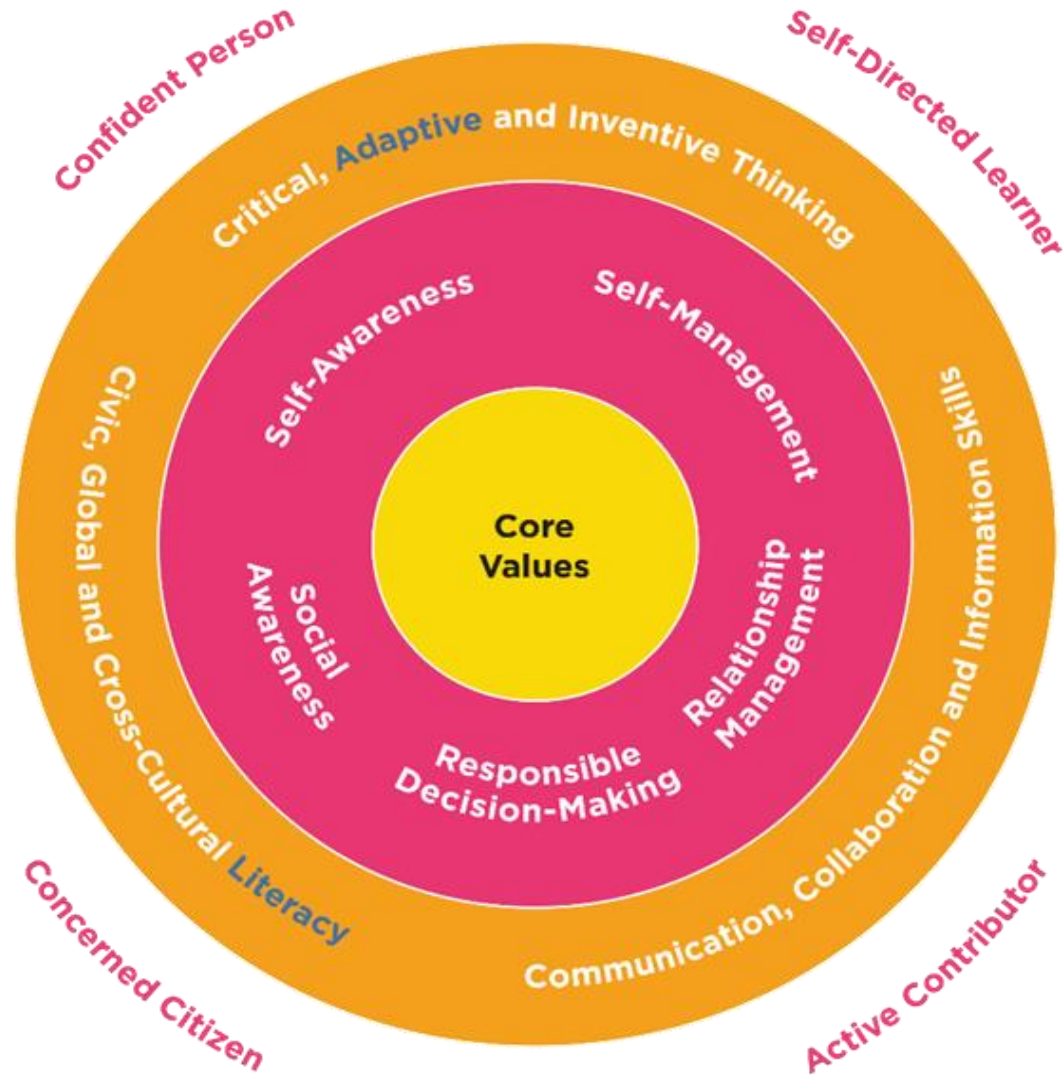 Confident Person
Self-Directed Learner
Critical, Adaptive and Inventive Thinking
Self-Awareness
Self-Management
Civic, Global and Cross-Cultural Literacy
Communication, Collaboration and Information Skills
Core
Values
Social
Awareness
Relationship
Management
Responsible
Decision-Making
Concerned Citizen
Active Contributor